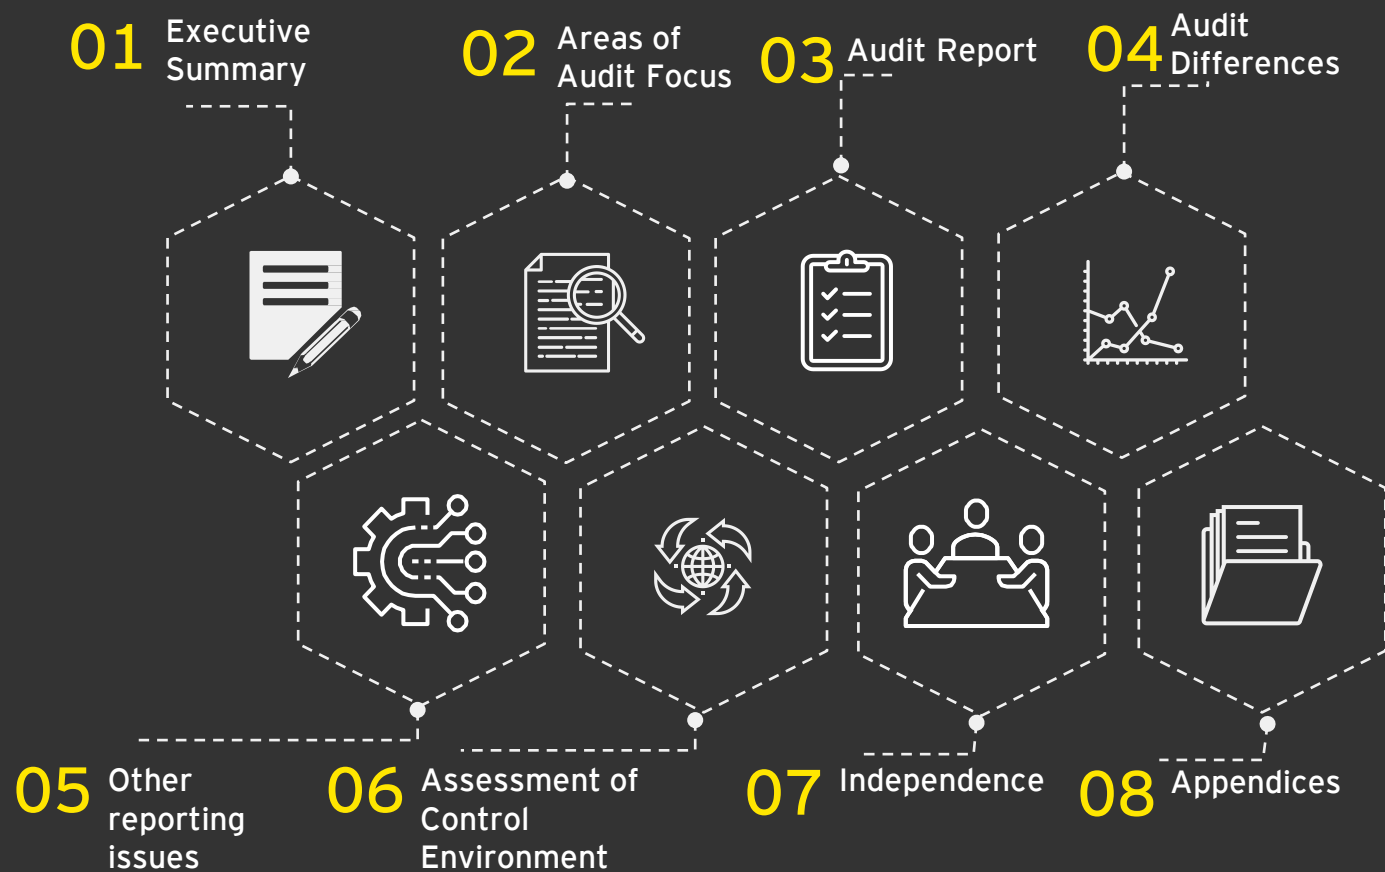 01 Executive
Summary
02 Areas of
Audit Focus
03 Audit Report
04 Audit
Differences
05 Other
reporting
issues
06 Assessment of
Control
Environment
07 Independence
08 Appendices